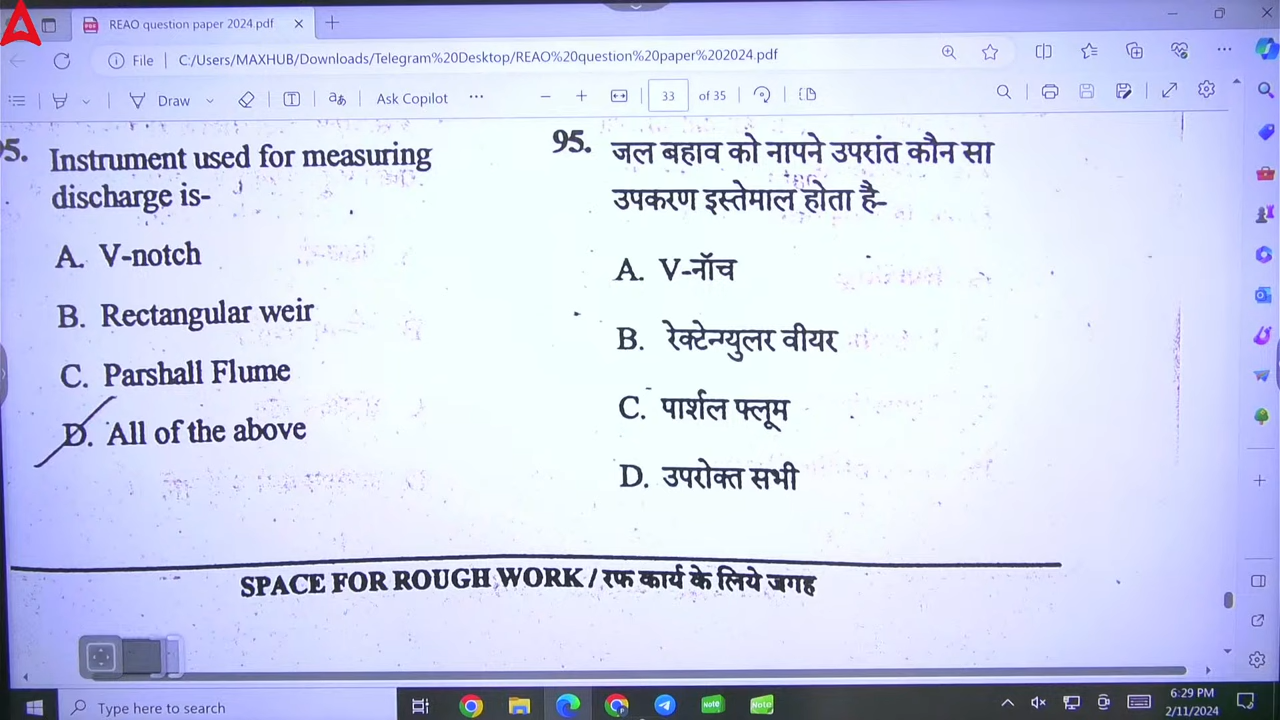 REAO question paper 2024.pdf
File
C:/Users/MAXHUB/Downloads/Telegram%20Desktop/REAO%20question%20paper%202024.pdf
Draw
Ask Copilot
33
of 35
5. Instrument used for measuring
discharge is-
A. V-notch
B. Rectangular weir
C. Parshall Flume
D. All of the above
95. जल बहाव को नापने उपरांत कौन सा
उपकरण इस्तेमाल होता है-
A. V-नॉच
B. रेक्टेन्युलर वीयर
C. पार्शल फ्लूम
D. उपरोक्त सभी
SPACE FOR ROUGH WORK / रफ कार्य के लिये जगह
Type here to search
6:29 PM
2/11/2024